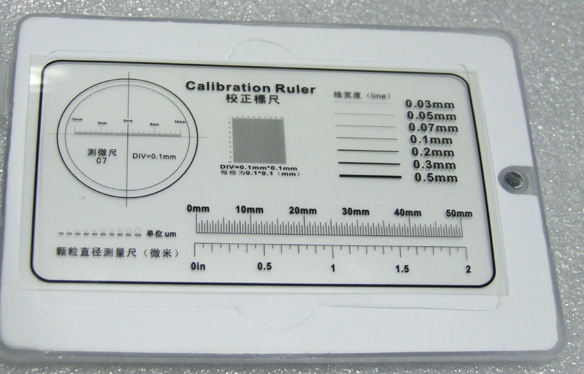 Calibration Ruler
校正標尺
測微尺
C7
DIV=0.1mm
DIV=0.1mm*0.1mm
每格为0.1*0.1（mm）
线宽度（line）
0.03mm
0.05mm
0.07mm
0.1mm
0.2mm
0.3mm
0.5mm
单位um
颗粒直径测量尺（微米）
0mm 10mm 20mm 30mm 40mm 50mm
0in 0.5 1 1.5 2